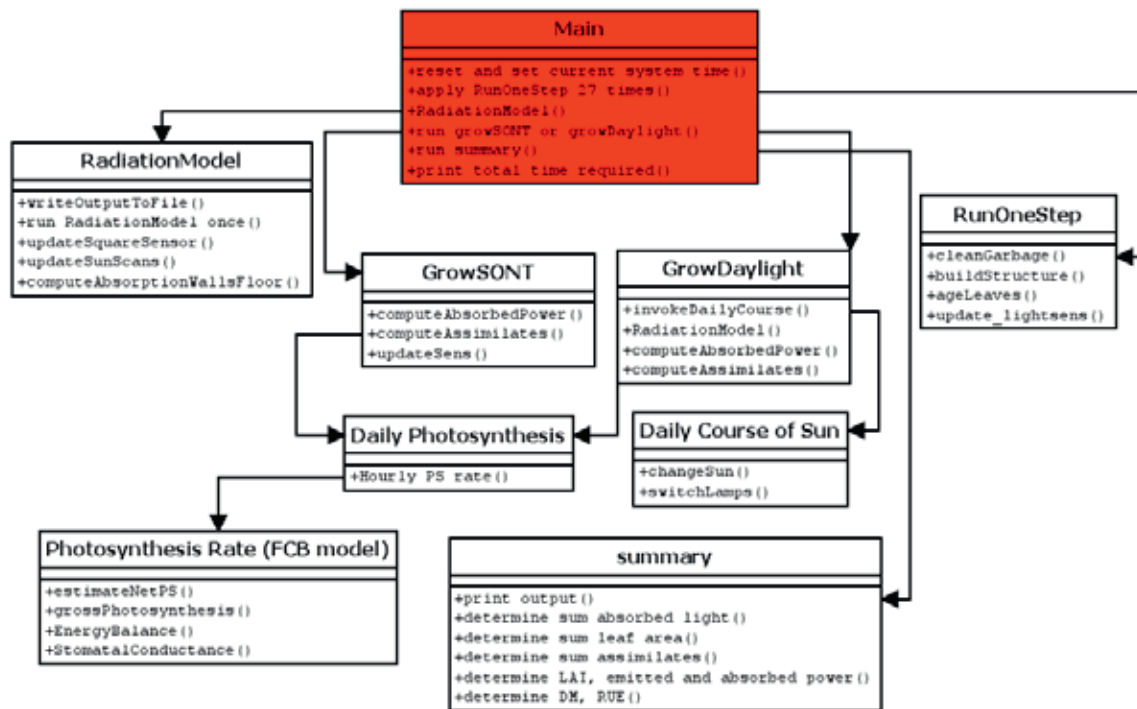 Main
+reset and set current system time()
+apply RunOneStep 27 times()
+RadiationModel()
+run growSONT or growDaylight()
+run summary()
+print total time required()
RadiationModel
+writeOutputToFile()
+run RadiationModel once()
+updateSquareSensor()
+updateSunScans()
+computeAbsorptionWallsFloor()
RunOneStep
+cleanGarbage()
+buildStructure()
+ageLeaves()
+update_lightsens()
GrowSONT
+computeAbsorbedPower()
+computeAssimilates()
+updateSens()
GrowDaylight
+invokeDailyCourse()
+RadiationModel()
+computeAbsorbedPower()
+computeAssimilates()
Daily Photosynthesis
+Hourly PS rate()
Daily Course of Sun
+changeSun()
+switchLamps()
Photosynthesis Rate (FCB model)
+estimateNetPS()
+grossPhotosynthesis()
+EnergyBalance()
+StomatalConductance()
summary
+print output()
+determine sum absorbed light()
+determine sum leaf area()
+determine sum assimilates()
+determine LAI, emitted and absorbed power()
+determine DM, RUE()